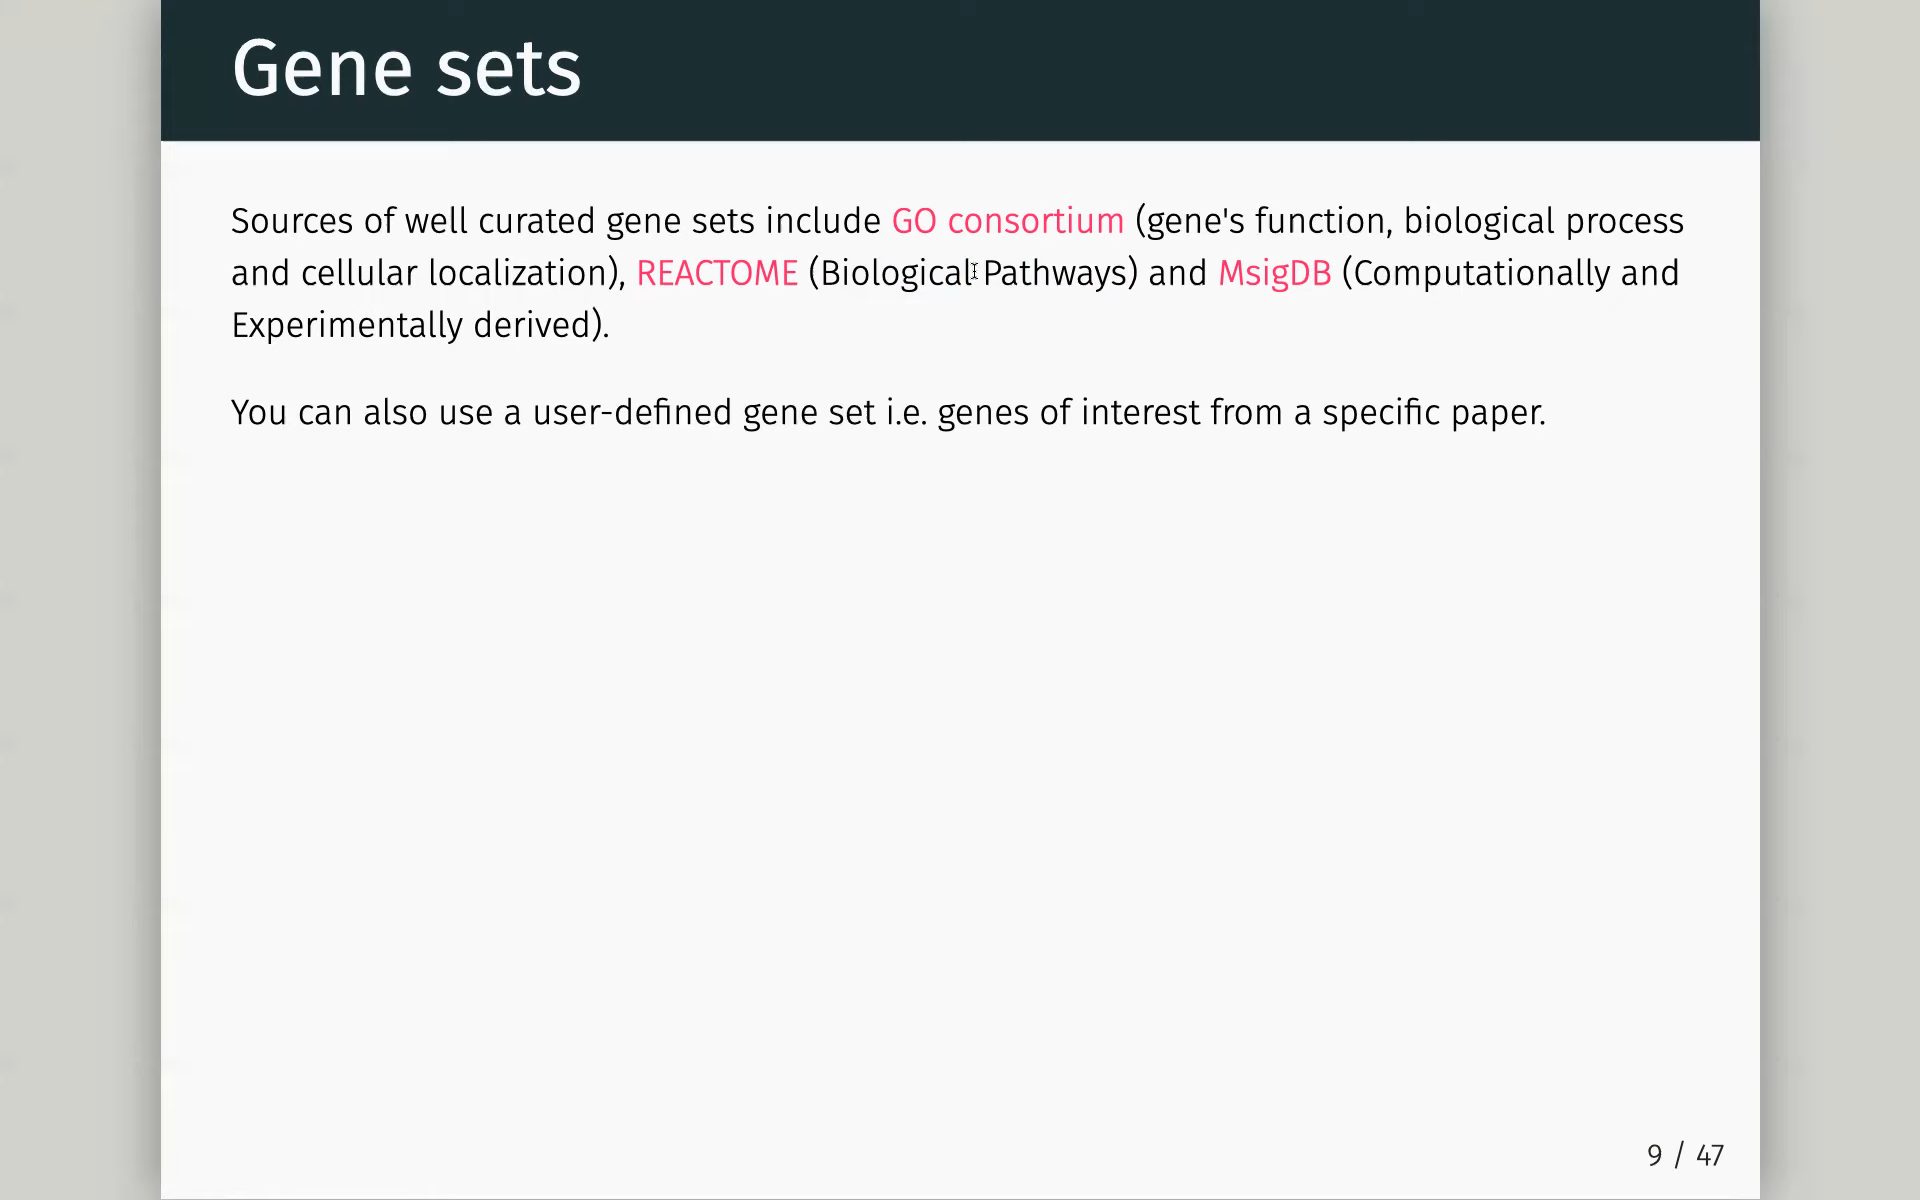 Gene sets
Sources of well curated gene sets include GO consortium (gene's function, biological process
and cellular localization), REACTOME (Biological Pathways) and MsigDB (Computationally and
Experimentally derived).
You can also use a user-defined gene set i.e. genes of interest from a specific paper.
9 / 47